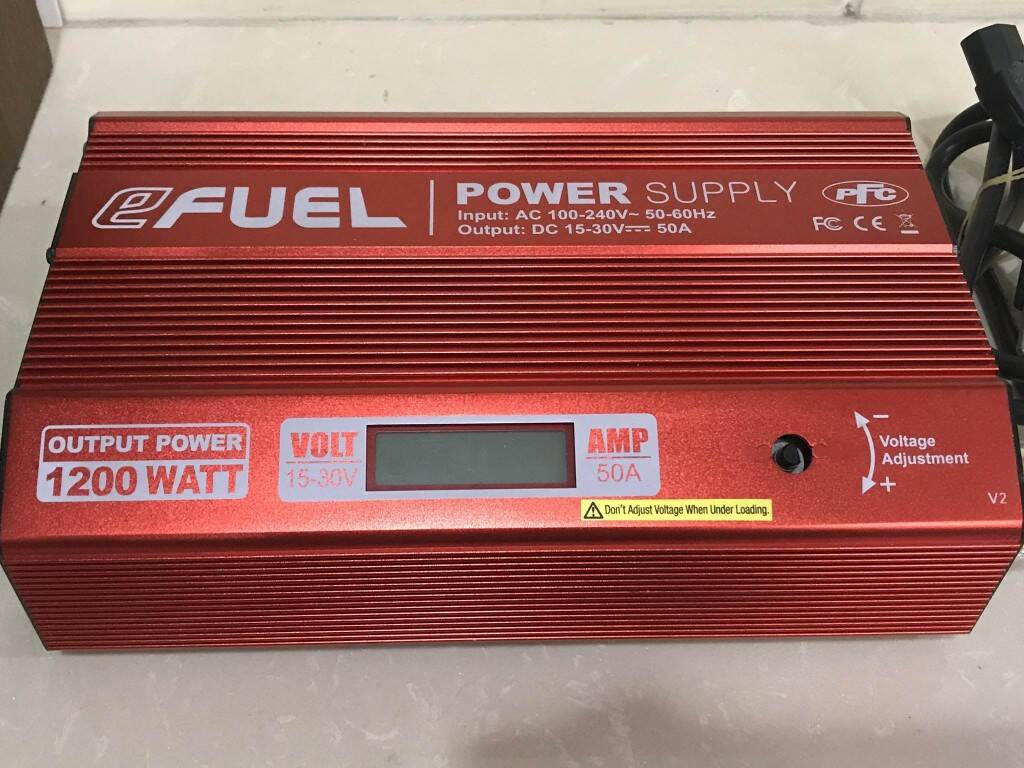 eFUEL
POWER SUPPLY
Input: AC 100-240V~ 50-60Hz
Output: DC 15-30V⎓ 50A
PFC
FC CE
OUTPUT POWER
1200 WATT
VOLT
15-30V
AMP
50A
Don't Adjust Voltage When Under Loading.
−
Voltage
Adjustment
+
V2